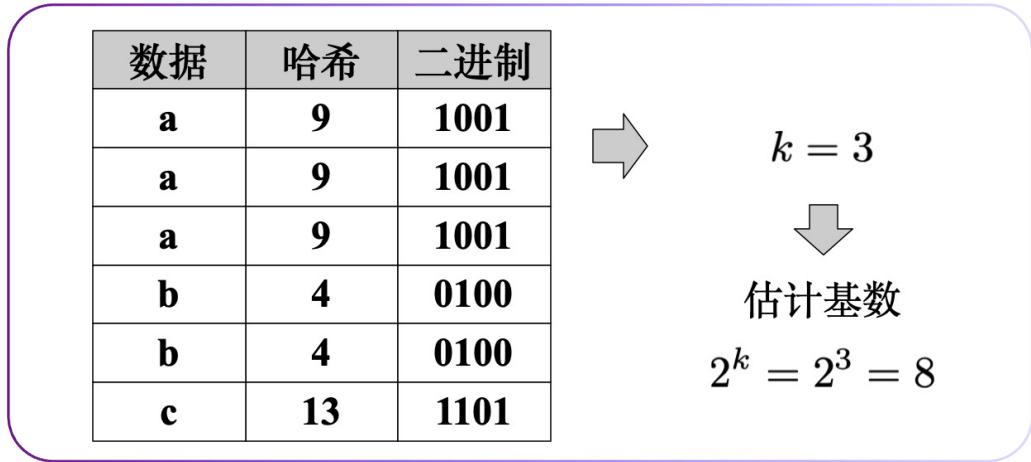 数据 哈希 二进制
a 9 1001
a 9 1001
a 9 1001
b 4 0100
b 4 0100
c 13 1101
k = 3
估计基数
2^k = 2^3 = 8